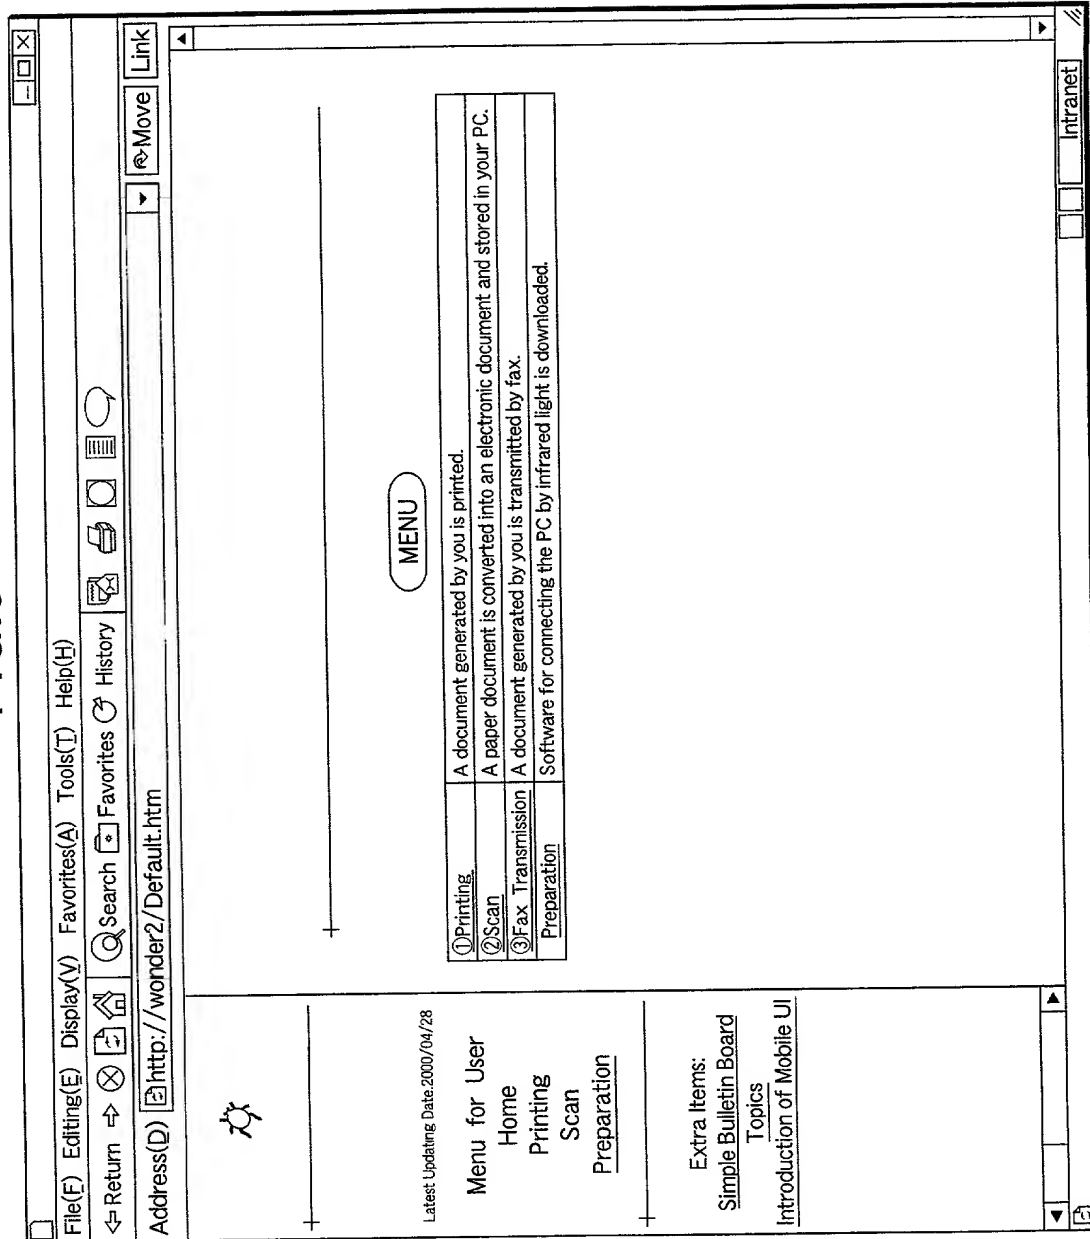 File(F) Editing(E) Display(V) Favorites(A) Tools(T) Help(H)
Return Search Favorites History
Address(D) http://wonder2/Default.htm Move Link
Latest Updating Date.2000/04/28
Menu for User
Home
Printing
Scan
Preparation
Extra Items:
Simple Bulletin Board
Topics
Introduction of Mobile UI
MENU
①Printing A document generated by you is printed.
②Scan A paper document is converted into an electronic document and stored in your PC.
③Fax Transmission A document generated by you is transmitted by fax.
Preparation Software for connecting the PC by infrared light is downloaded.
Intranet